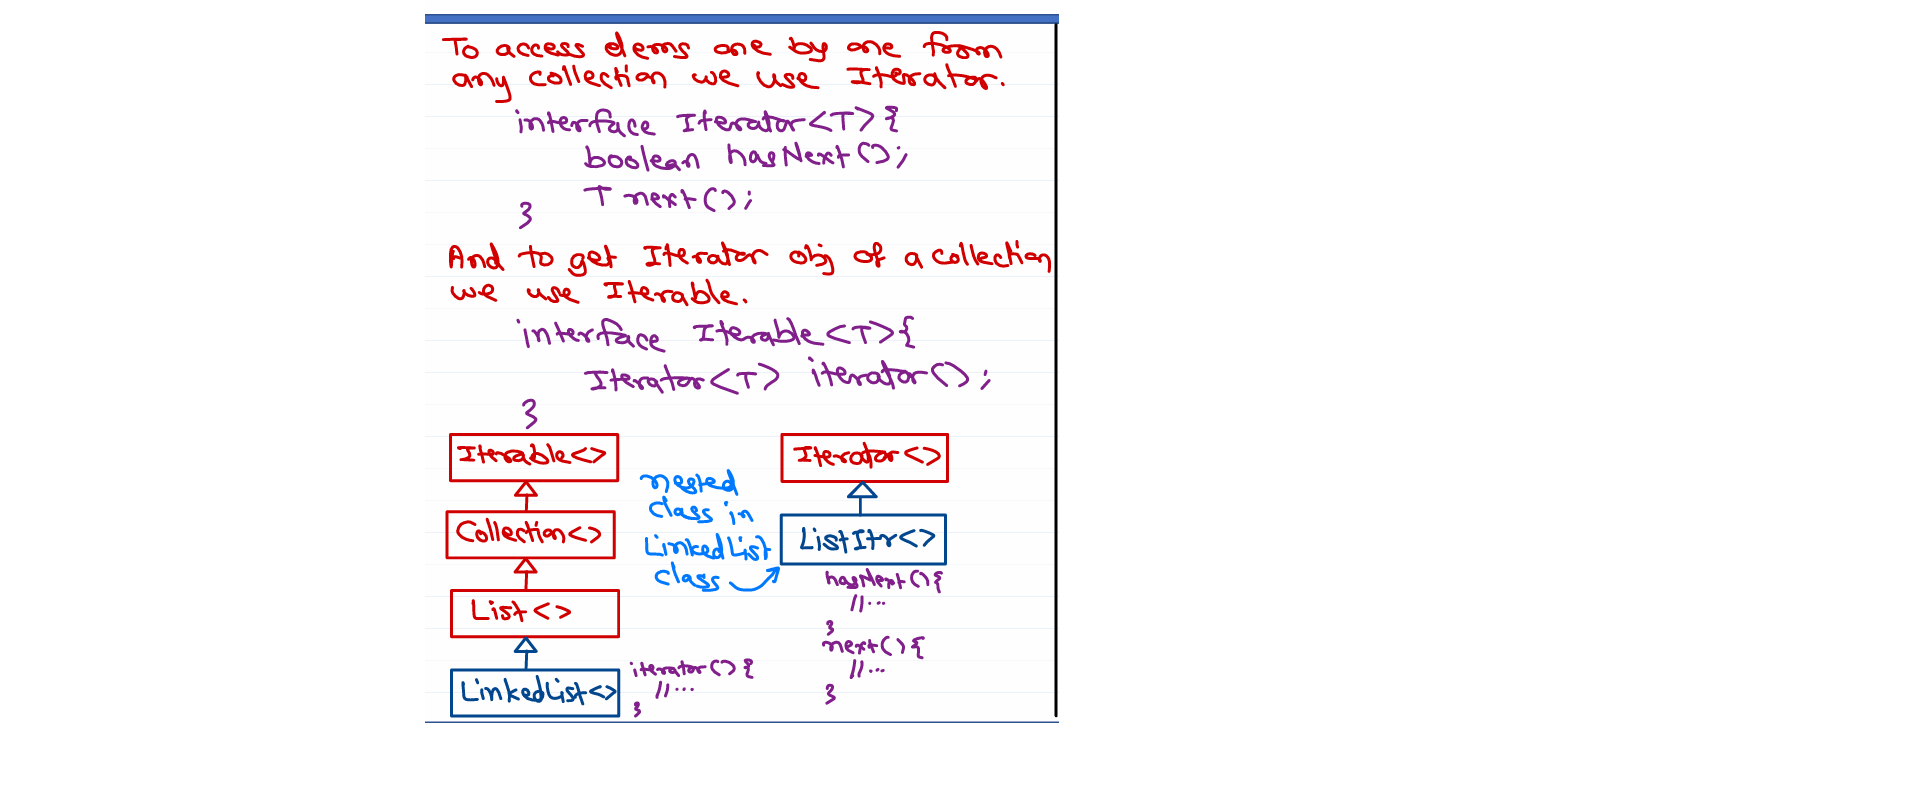 To access elems one by one from
any collection we use Iterator.
interface Iterator<T>{
boolean hasNext();
T next();
}
And to get Iterator obj of a collection
we use Iterable.
interface Iterable<T>{
Iterator<T> iterator();
}
Iterable<>
Collection<>
List<>
LinkedList<>
iterator(){
//...
}
nested
class in
LinkedList
class
Iterator<>
ListItr<>
hasNext(){
//...
}
next(){
//...
}